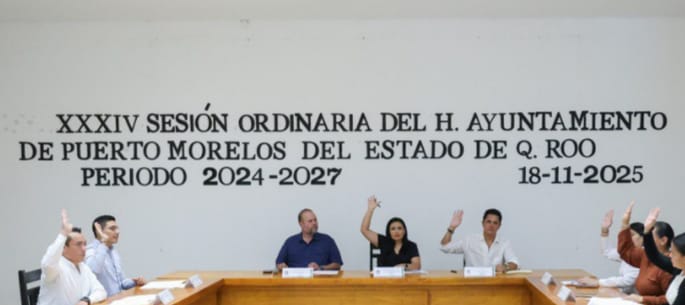 XXXIV SESIÓN ORDINARIA DEL H. AYUNTAMIENTO
DE PUERTO MORELOS DEL ESTADO DE Q. ROO
PERIODO 2024-2027 18-11-2025